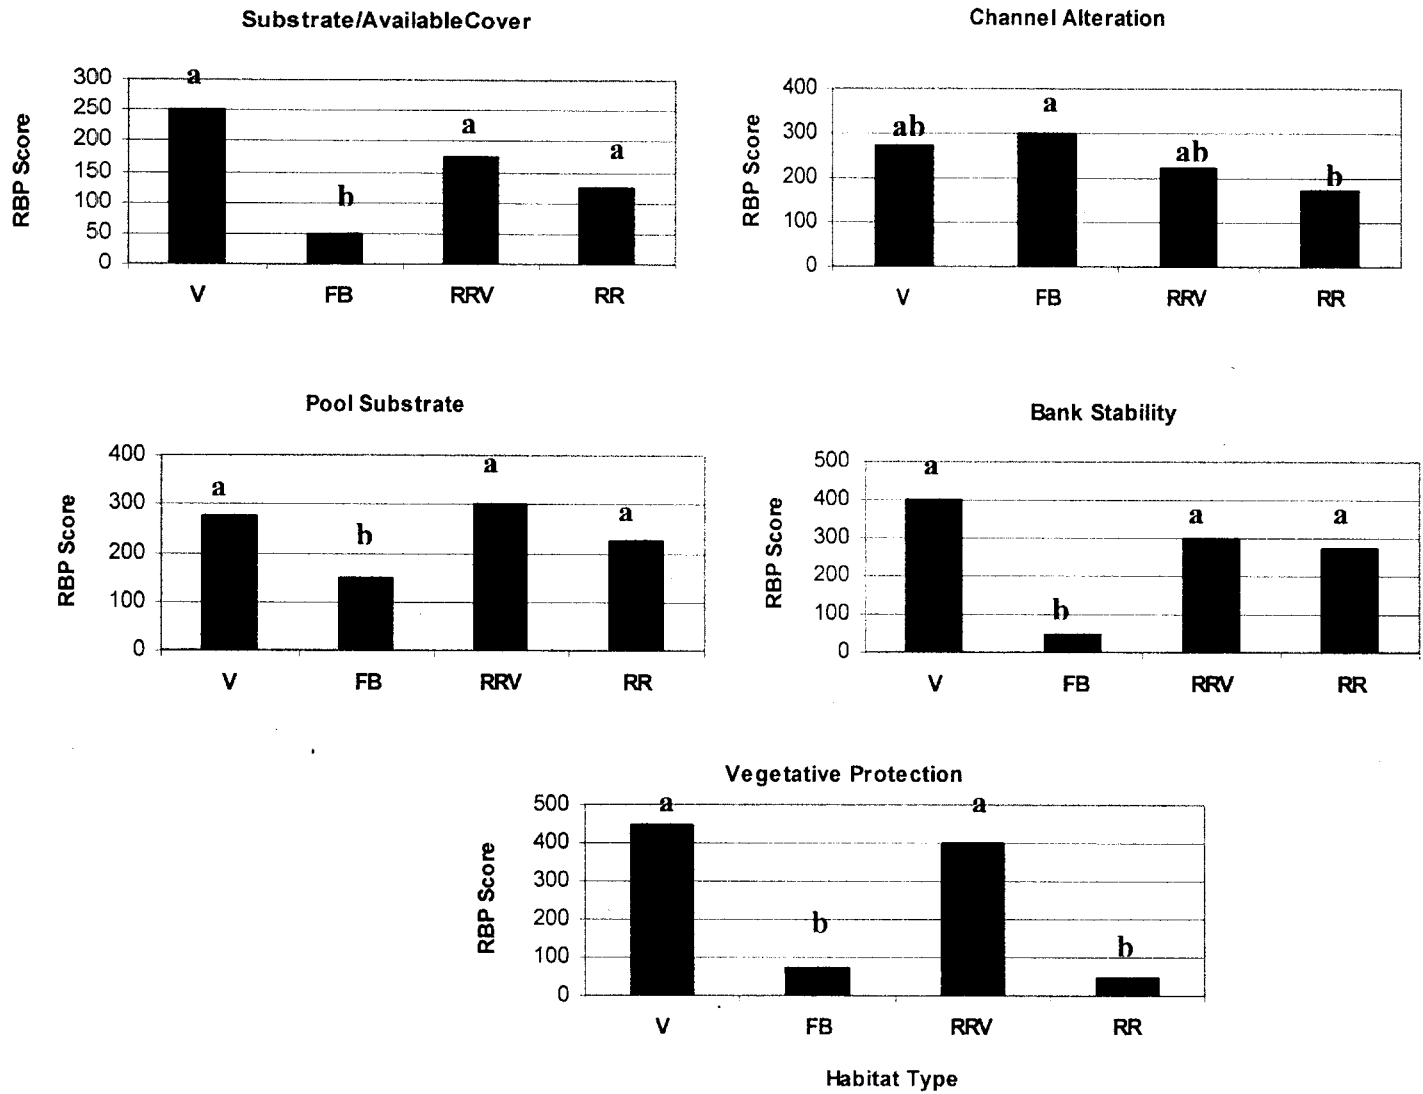 Substrate/AvailableCover
RBP Score
300
250
200
150
100
50
0
a
b
a
a
V FB RRV RR
Channel Alteration
RBP Score
400
300
200
100
0
ab
a
ab
b
V FB RRV RR
Pool Substrate
RBP Score
400
300
200
100
0
a
b
a
a
V FB RRV RR
Bank Stability
RBP Score
500
400
300
200
100
0
a
b
a
a
V FB RRV RR
Vegetative Protection
RBP Score
500
400
300
200
100
0
a
b
a
b
V FB RRV RR
Habitat Type